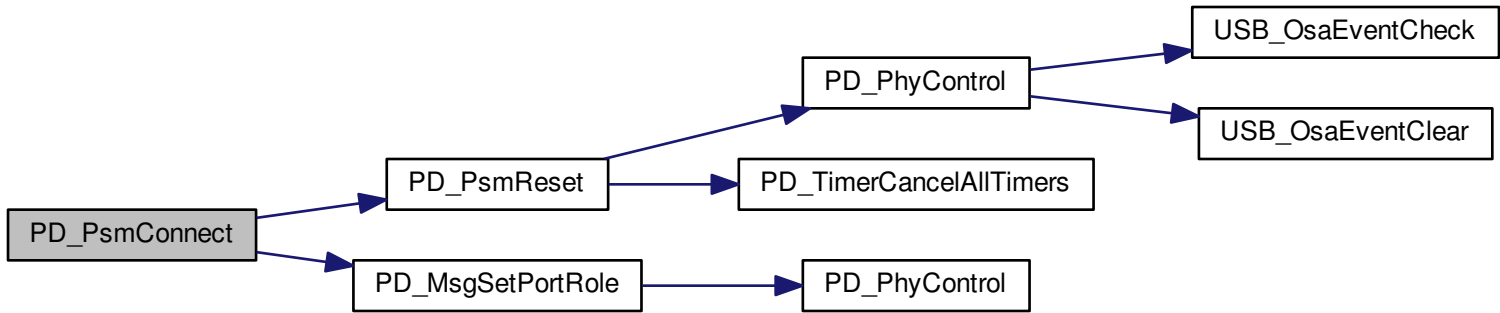 PD_PsmConnect
PD_PsmReset
PD_PhyControl
USB_OsaEventCheck
USB_OsaEventClear
PD_TimerCancelAllTimers
PD_MsgSetPortRole
PD_PhyControl